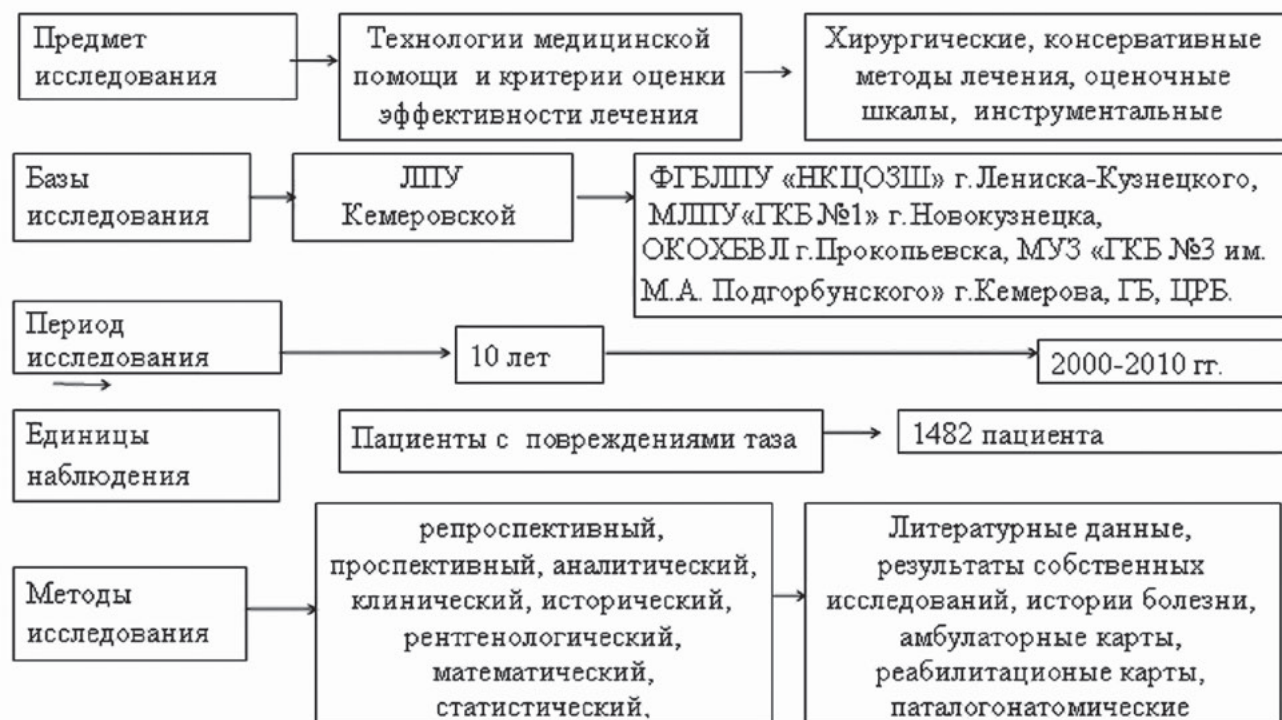 Предмет
исследования
Технологии медицинской
помощи и критерии оценки
эффективности лечения
Хирургические, консервативные
методы лечения, оценочные
шкалы, инструментальные
Базы
исследования
ЛПУ
Кемеровской
ФГБЛПУ «НКЦОЗШ» г.Лениска-Кузнецкого,
МЛПУ«ГКБ №1» г.Новокузнецка,
ОКОХБВЛ г.Прокопьевска, МУЗ «ГКБ №3 им.
М.А. Подгорбунского» г.Кемерова, ГБ, ЦРБ.
Период
исследования
10 лет
2000-2010 гг.
Единицы
наблюдения
Пациенты с повреждениями таза
1482 пациента
Методы
исследования
репроспективный,
проспективный, аналитический,
клинический, исторический,
рентгенологический,
математический,
статистический,
Литературные данные,
результаты собственных
исследований, истории болезни,
амбулаторные карты,
реабилитационые карты,
паталогонатомические